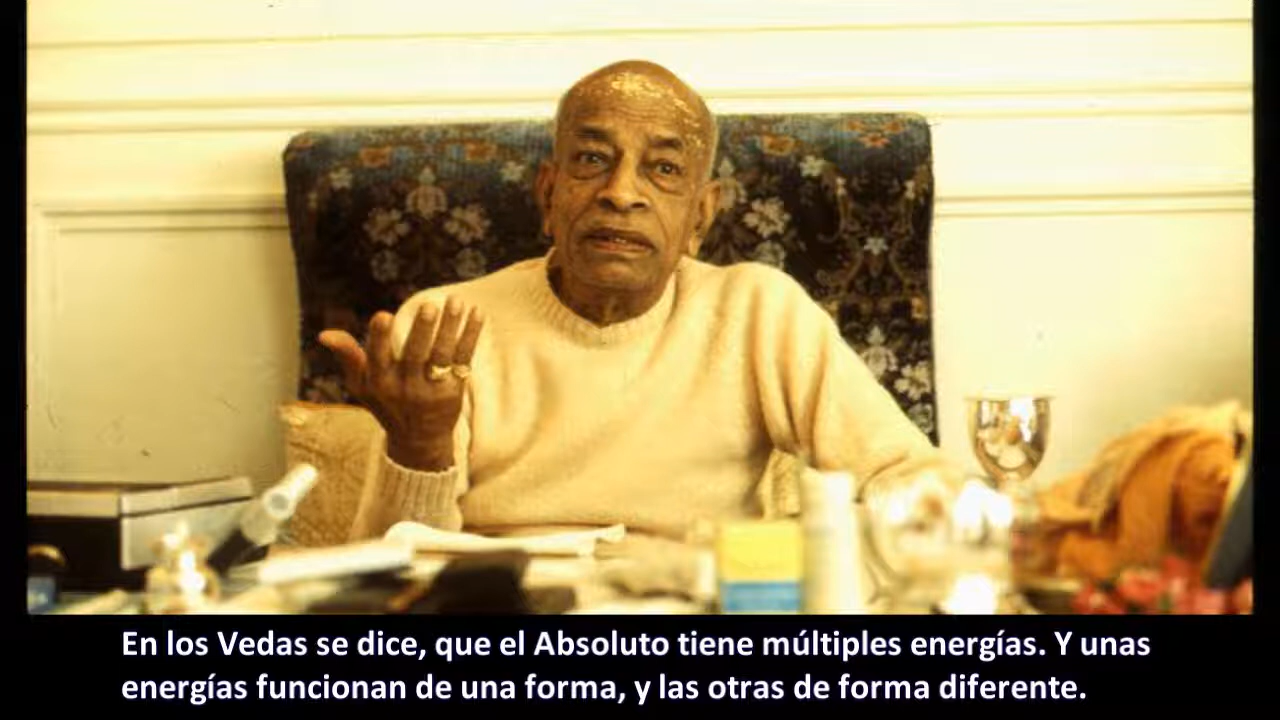 En los Vedas se dice, que el Absoluto tiene múltiples energías. Y unas
energías funcionan de una forma, y las otras de forma diferente.